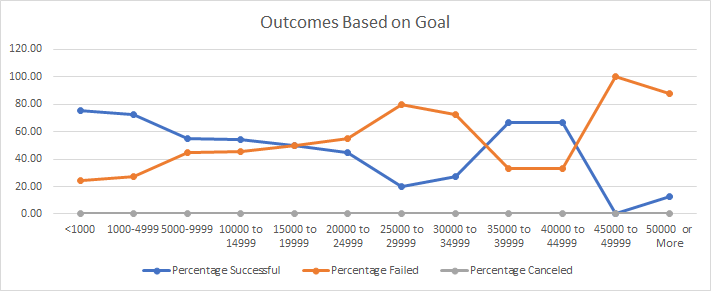 Outcomes Based on Goal
120.00
100.00
80.00
60.00
40.00
20.00
0.00
<1000 1000-4999 5000-9999 10000 to 15000 to 20000 to 25000 to 30000 to 35000 to 40000 to 45000 to 50000 or
14999 19999 24999 29999 34999 39999 44999 49999 More
Percentage Successful Percentage Failed Percentage Canceled